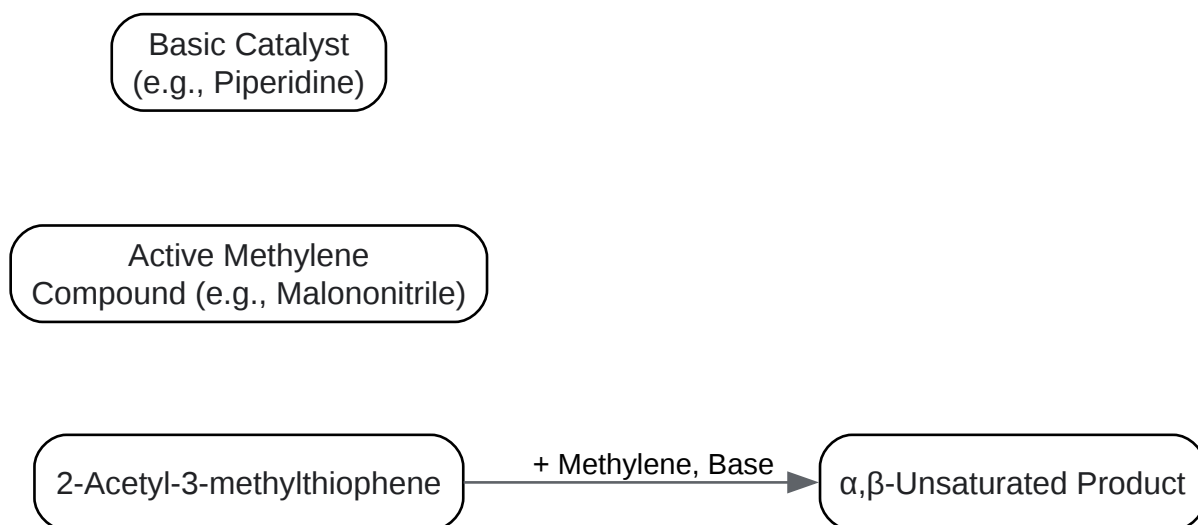 Basic Catalyst
(e.g., Piperidine)
Active Methylene
Compound (e.g., Malononitrile)
2-Acetyl-3-methylthiophene
+ Methylene, Base
α,β-Unsaturated Product